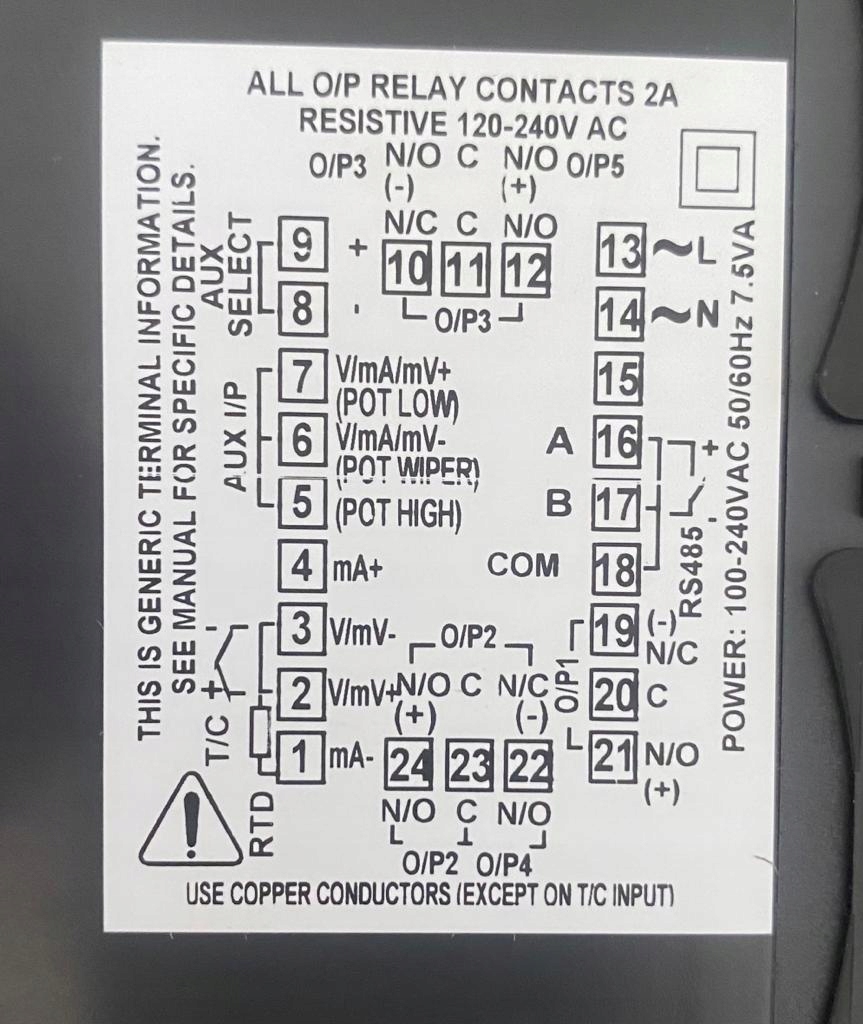 ALL O/P RELAY CONTACTS 2A
RESISTIVE 120-240V AC
O/P3 N/O C N/O O/P5
(-) (+)
N/C C N/O
10 11 12
O/P3
THIS IS GENERIC TERMINAL INFORMATION.
SEE MANUAL FOR SPECIFIC DETAILS.
AUX
SELECT
9 +
8 -
AUX I/P
7 V/mA/mV+
(POT LOW)
6 V/mA/mV-
(POT WIPER)
5 (POT HIGH)
4 mA+
3 V/mV-
2 V/mV+
1 mA-
T/C + -
RTD
13 ~ L
14 ~ N
15
A 16 +
B 17 -
COM 18
RS485
19 (-)
N/C
20 C
21 N/O
(+)
O/P1
O/P2
N/O C N/C
(+) (-)
24 23 22
N/O C N/O
O/P2 O/P4
POWER: 100-240VAC 50/60Hz 7.5VA
USE COPPER CONDUCTORS (EXCEPT ON T/C INPUT)